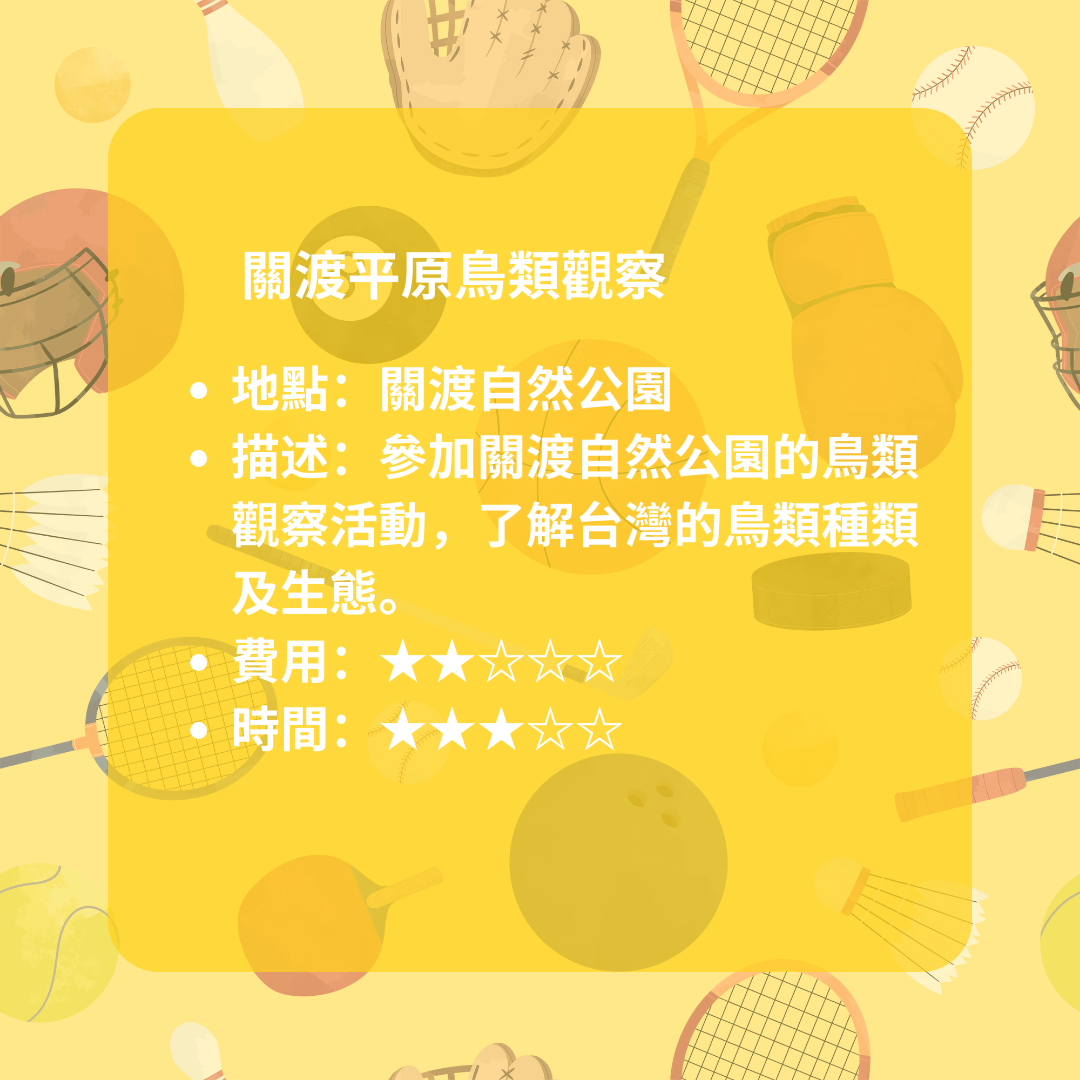 關渡平原鳥類觀察
• 地點：關渡自然公園
• 描述：參加關渡自然公園的鳥類
觀察活動，了解台灣的鳥類種類
及生態。
• 費用：★★☆☆☆
• 時間：★★★☆☆